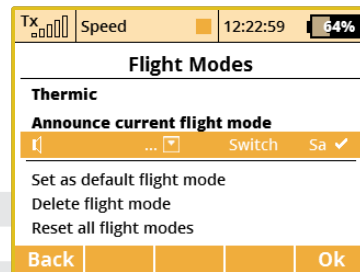 Tx Speed 12:22:59 64%
Flight Modes
Thermic
Announce current flight mode
... Switch Sa
Set as default flight mode
Delete flight mode
Reset all flight modes
Back Ok